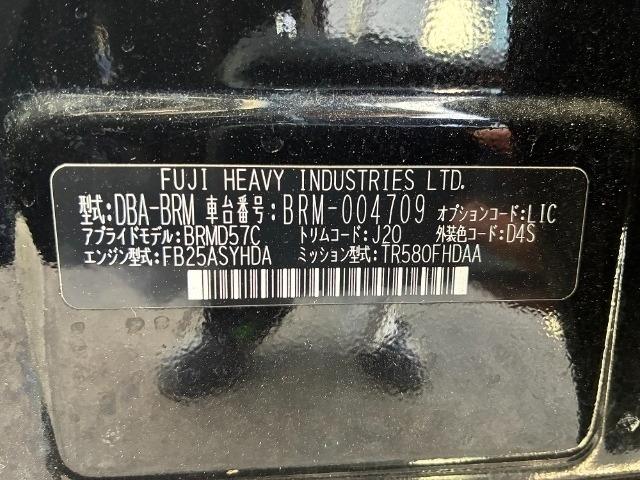 FUJI HEAVY INDUSTRIES LTD.
型式:DBA-BRM 車台番号:BRM-004709 オプションコード:LIC
アプライドモデル:BRMD57C トリムコード:J20 外装色コード:D4S
エンジン型式:FB25ASYHDA ミッション型式:TR580FHDAA